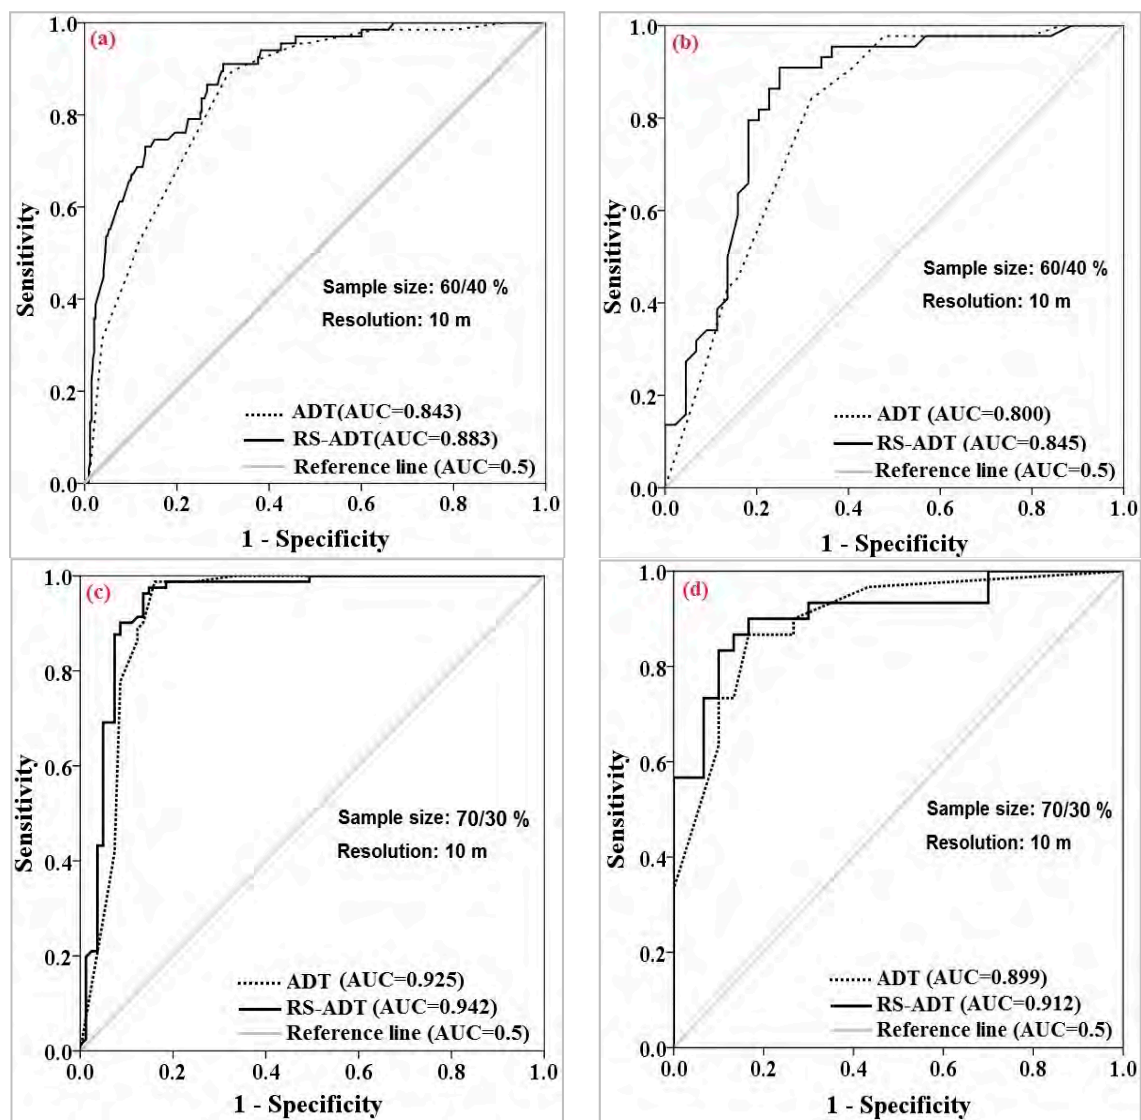 (a)
1.0
0.8
0.6
0.4
0.2
0.0
Sensitivity
Sample size: 60/40 %
Resolution: 10 m
ADT(AUC=0.843)
RS-ADT(AUC=0.883)
Reference line (AUC=0.5)
0.0 0.2 0.4 0.6 0.8 1.0
1 - Specificity
(b)
1.0
0.8
0.6
0.4
0.2
0.0
Sensitivity
Sample size: 60/40 %
Resolution: 10 m
ADT (AUC=0.800)
RS-ADT (AUC=0.845)
Reference line (AUC=0.5)
0.0 0.2 0.4 0.6 0.8 1.0
1 - Specificity
(c)
1.0
0.8
0.6
0.4
0.2
0.0
Sensitivity
Sample size: 70/30 %
Resolution: 10 m
ADT (AUC=0.925)
RS-ADT (AUC=0.942)
Reference line (AUC=0.5)
0.0 0.2 0.4 0.6 0.8 1.0
1 - Specificity
(d)
1.0
0.8
0.6
0.4
0.2
0.0
Sensitivity
Sample size: 70/30 %
Resolution: 10 m
ADT (AUC=0.899)
RS-ADT (AUC=0.912)
Reference line (AUC=0.5)
0.0 0.2 0.4 0.6 0.8 1.0
1 - Specificity